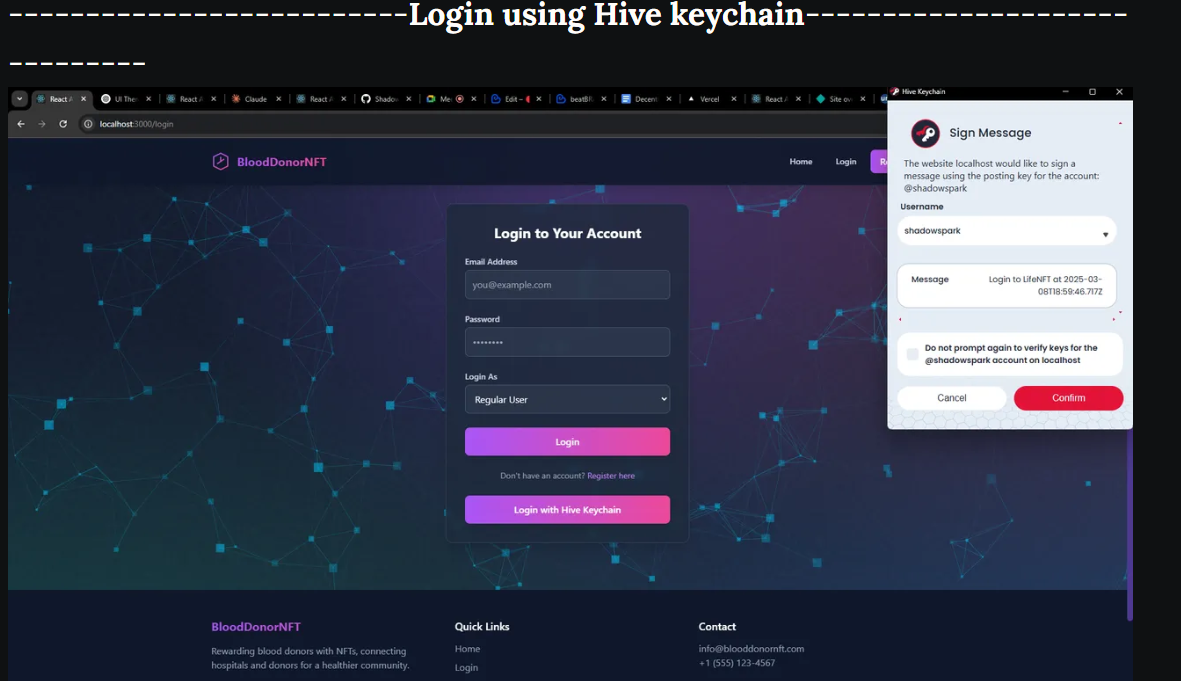 --------------------------Login using Hive keychain---------------------
---------
React A
UI Ther
React A
Claude
React A
Shado
Me
Edit –
beatBR
Decent
Vercel
React A
Site ov
localhost:3000/login
BloodDonorNFT
Home
Login
Login to Your Account
Email Address
you@example.com
Password
Login As
Regular User
Login
Don't have an account? Register here
Login with Hive Keychain
Hive Keychain
Sign Message
The website localhost would like to sign a
message using the posting key for the account:
@shadowspark
Username
shadowspark
Message
Login to LifeNFT at 2025-03-
08T18:59:46.717Z
Do not prompt again to verify keys for the
@shadowspark account on localhost
Cancel
Confirm
BloodDonorNFT
Rewarding blood donors with NFTs, connecting
hospitals and donors for a healthier community.
Quick Links
Home
Login
Contact
info@blooddonornft.com
+1 (555) 123-4567